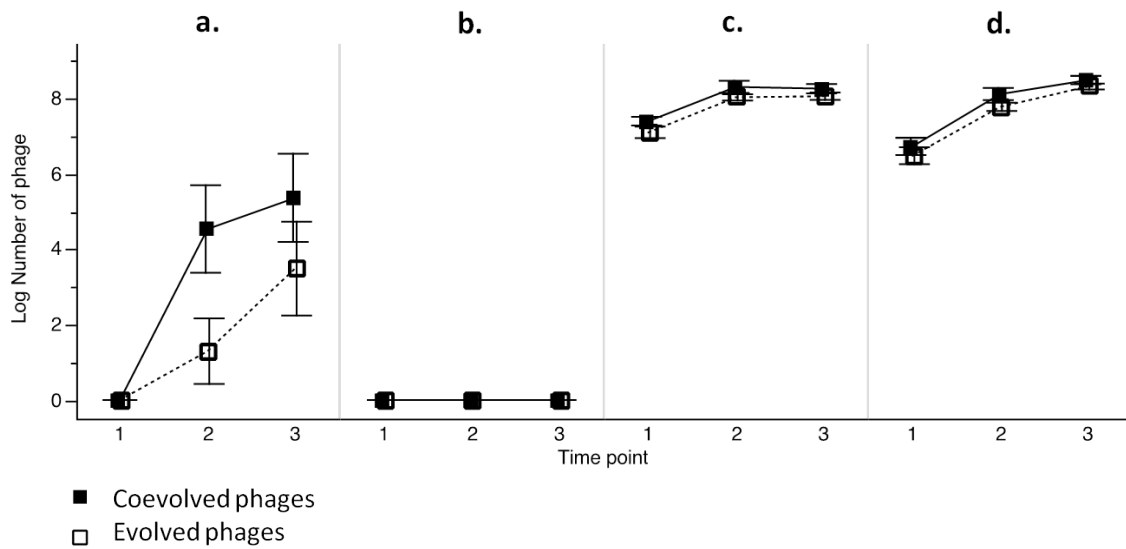 a. b. c. d.
8
6
4
2
0
Log Number of phage
1 2 3 1 2 3 1 2 3 1 2 3
Time point
Coevolved phages
Evolved phages